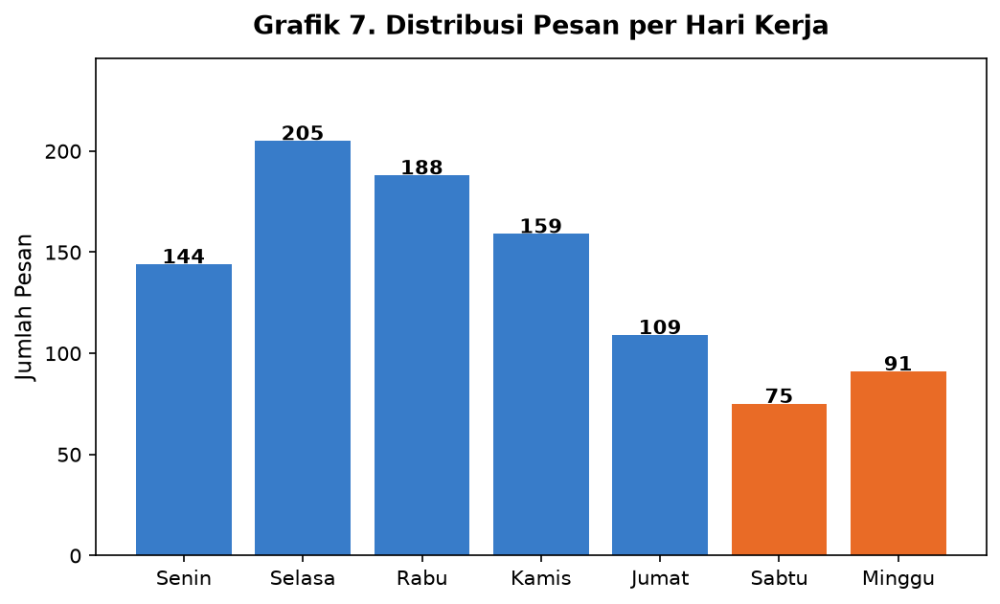 Grafik 7. Distribusi Pesan per Hari Kerja
Jumlah Pesan
200
150
100
50
0
144
205
188
159
109
75
91
Senin
Selasa
Rabu
Kamis
Jumat
Sabtu
Minggu